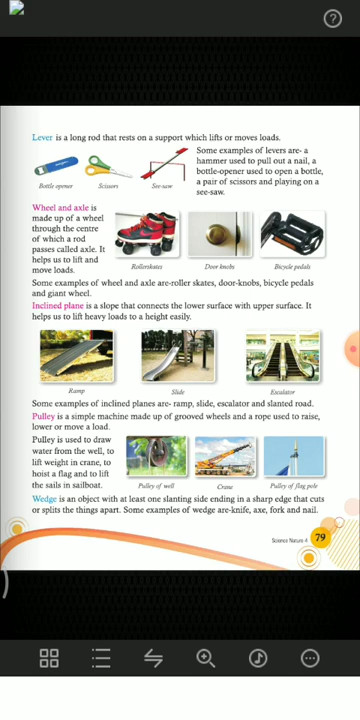 Lever is a long rod that rests on a support which lifts or moves loads.
Some examples of levers are- a
hammer used to pull out a nail, a
bottle-opener used to open a bottle,
a pair of scissors and playing on a
see-saw.
Bottle opener
Scissors
See-saw
Wheel and axle is
made up of a wheel
through the centre
of which a rod
passes called axle. It
helps us to lift and
move loads.
Rollerskates
Door knobs
Bicycle pedals
Some examples of wheel and axle are-roller skates, door-knobs, bicycle pedals
and giant wheel.
Inclined plane is a slope that connects the lower surface with upper surface. It
helps us to lift heavy loads to a height easily.
Ramp
Slide
Escalator
Some examples of inclined planes are- ramp, slide, escalator and slanted road.
Pulley is a simple machine made up of grooved wheels and a rope used to raise,
lower or move a load.
Pulley is used to draw
water from the well, to
lift weight in crane, to
hoist a flag and to lift
the sails in sailboat.
Pulley of well
Crane
Pulley of flag pole
Wedge is an object with at least one slanting side ending in a sharp edge that cuts
or splits the things apart. Some examples of wedge are-knife, axe, fork and nail.
Science Nature 4
79